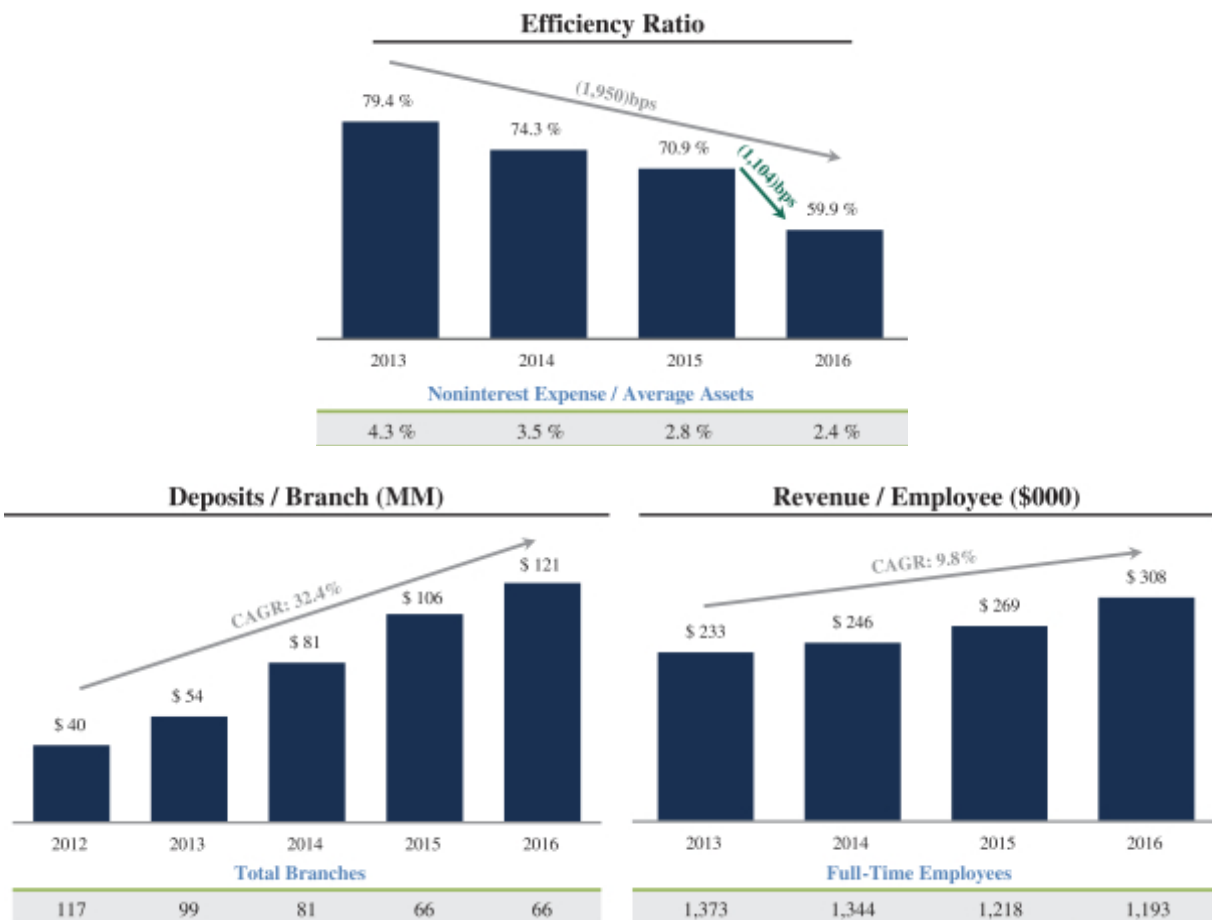 Efficiency Ratio
(1,950)bps
79.4 %
74.3 %
70.9 %
(1,104)bps
59.9 %
2013 2014 2015 2016
Noninterest Expense / Average Assets
4.3 % 3.5 % 2.8 % 2.4 %
Deposits / Branch (MM)
CAGR: 32.4%
$ 40
$ 54
$ 81
$ 106
$ 121
2012 2013 2014 2015 2016
Total Branches
117 99 81 66 66
Revenue / Employee ($000)
CAGR: 9.8%
$ 233
$ 246
$ 269
$ 308
2013 2014 2015 2016
Full-Time Employees
1,373 1,344 1,218 1,193